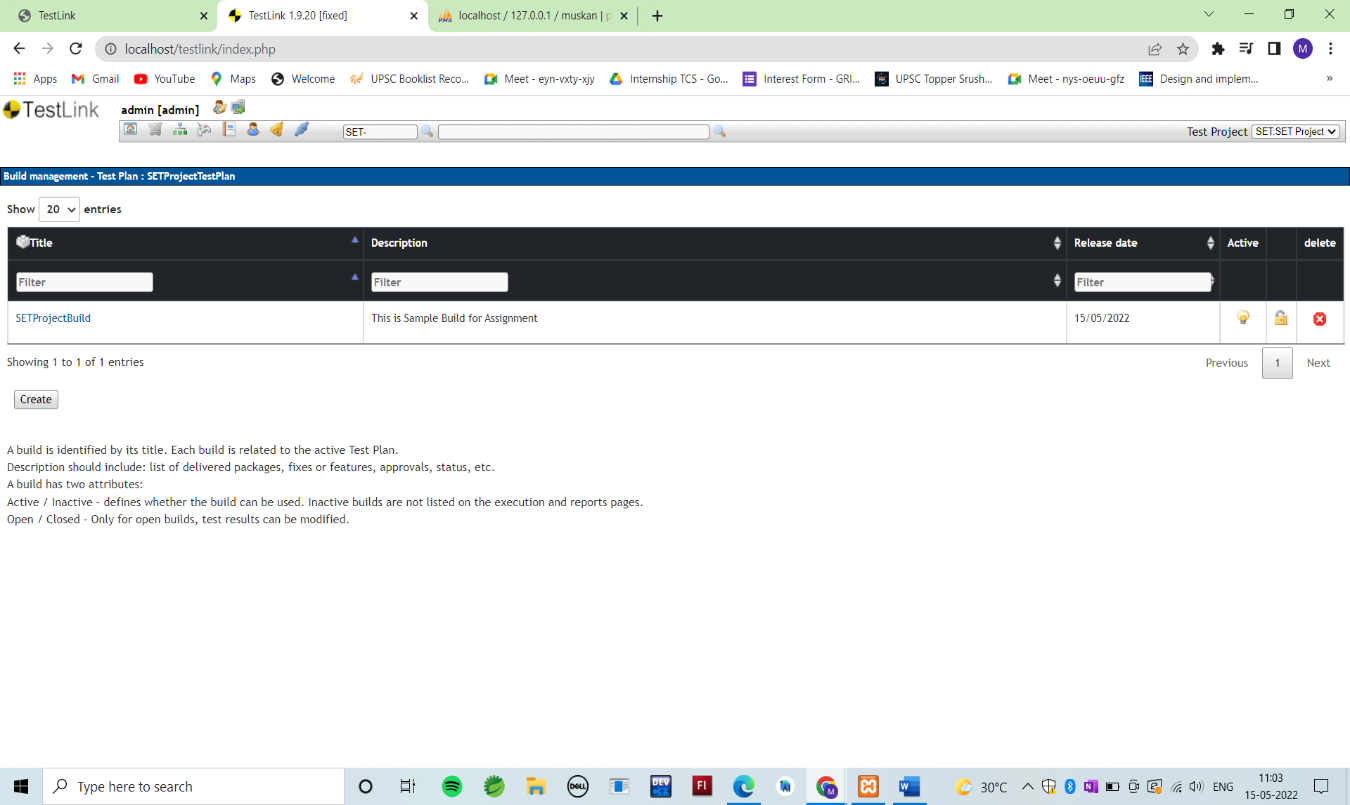 TestLink
TestLink 1.9.20 [fixed]
localhost / 127.0.0.1 / muskan | p
localhost/testlink/index.php
M
Apps
Gmail
YouTube
Maps
Welcome
UPSC Booklist Reco...
Meet - eyn-vxty-xjy
Internship TCS - Go...
Interest Form - GRI...
UPSC Topper Srush...
Meet - nys-oeuu-gfz
Design and implem...
»
TestLink
admin [admin]
SET-
Test Project SET:SET Project
Build management - Test Plan : SETProjectTestPlan
Show 20 entries
Title Description Release date Active delete
Filter Filter Filter
SETProjectBuild This is Sample Build for Assignment 15/05/2022
Showing 1 to 1 of 1 entries
Previous 1 Next
Create
A build is identified by its title. Each build is related to the active Test Plan.
Description should include: list of delivered packages, fixes or features, approvals, status, etc.
A build has two attributes:
Active / Inactive - defines whether the build can be used. Inactive builds are not listed on the execution and reports pages.
Open / Closed - Only for open builds, test results can be modified.
Type here to search
DELL
DEV
Fl
M
W
30°C
ENG
11:03
15-05-2022